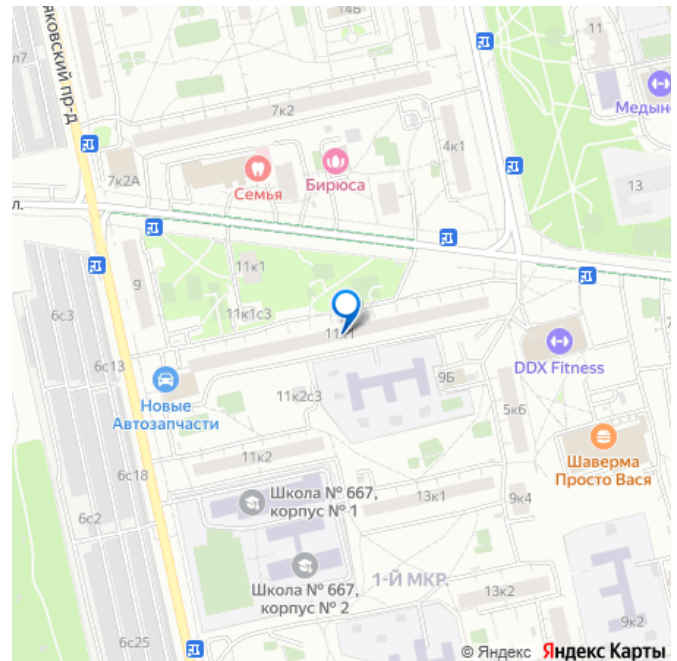 14Б
11
л7
яковский пр-д
7к2
Медын
4к1
7к2А
Семья
Бирюса
13
л.
11к1
9
6с3
11к1с3
11к1
6с13
DDX Fitness
9Б
Новые
Автозапчасти
11к2с3
5к6
Шаверма
Просто Вася
11к2
6с18
Школа № 667,
корпус № 1
13к1
9к4
6с2
1-Й МКР.
Школа № 667,
корпус № 2
13к2
9к2
6с25
© Яндекс Яндекс Карты